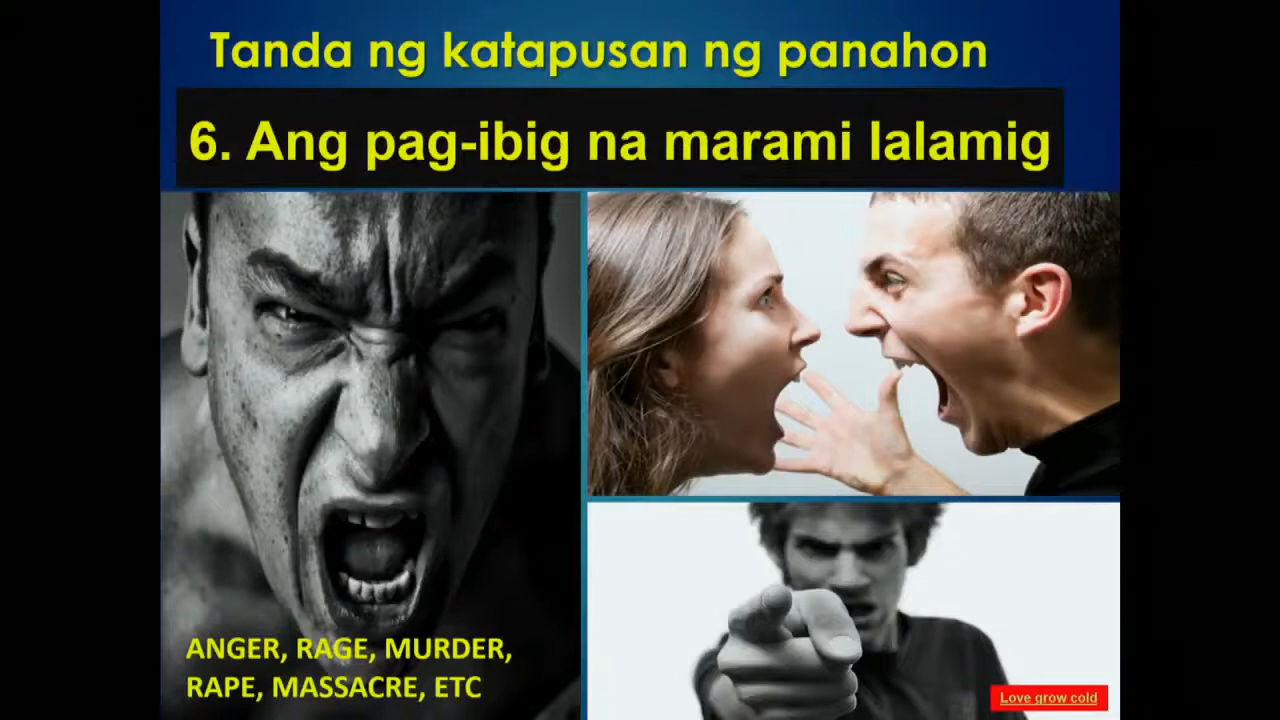 Tanda ng katapusan ng panahon
6. Ang pag-ibig na marami lalamig
ANGER, RAGE, MURDER,
RAPE, MASSACRE, ETC
Love grow cold